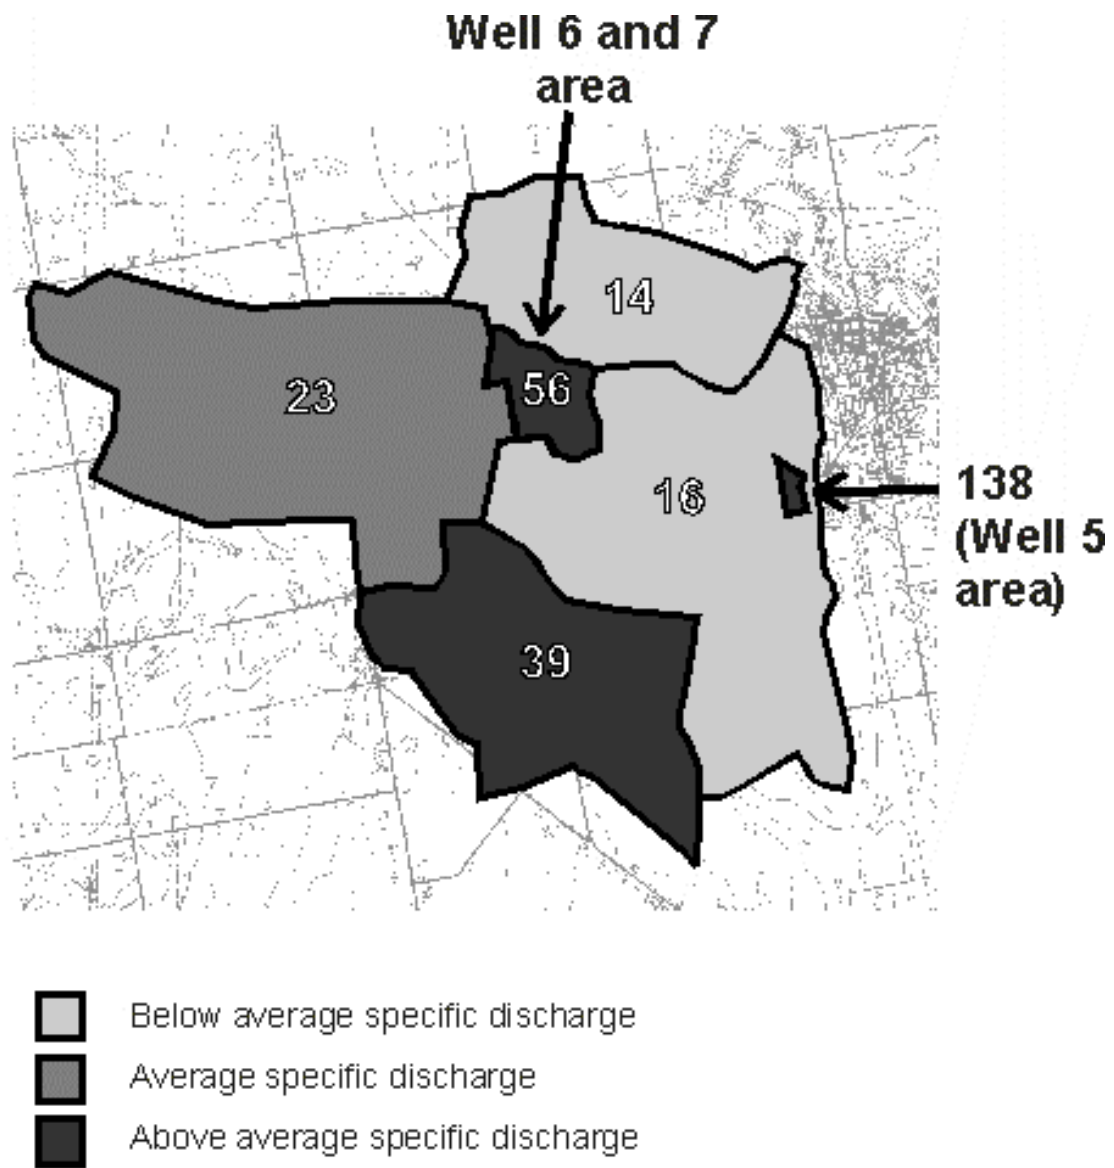 Well 6 and 7
area
14
23
56
16
138
(Well 5
area)
39
Below average specific discharge
Average specific discharge
Above average specific discharge